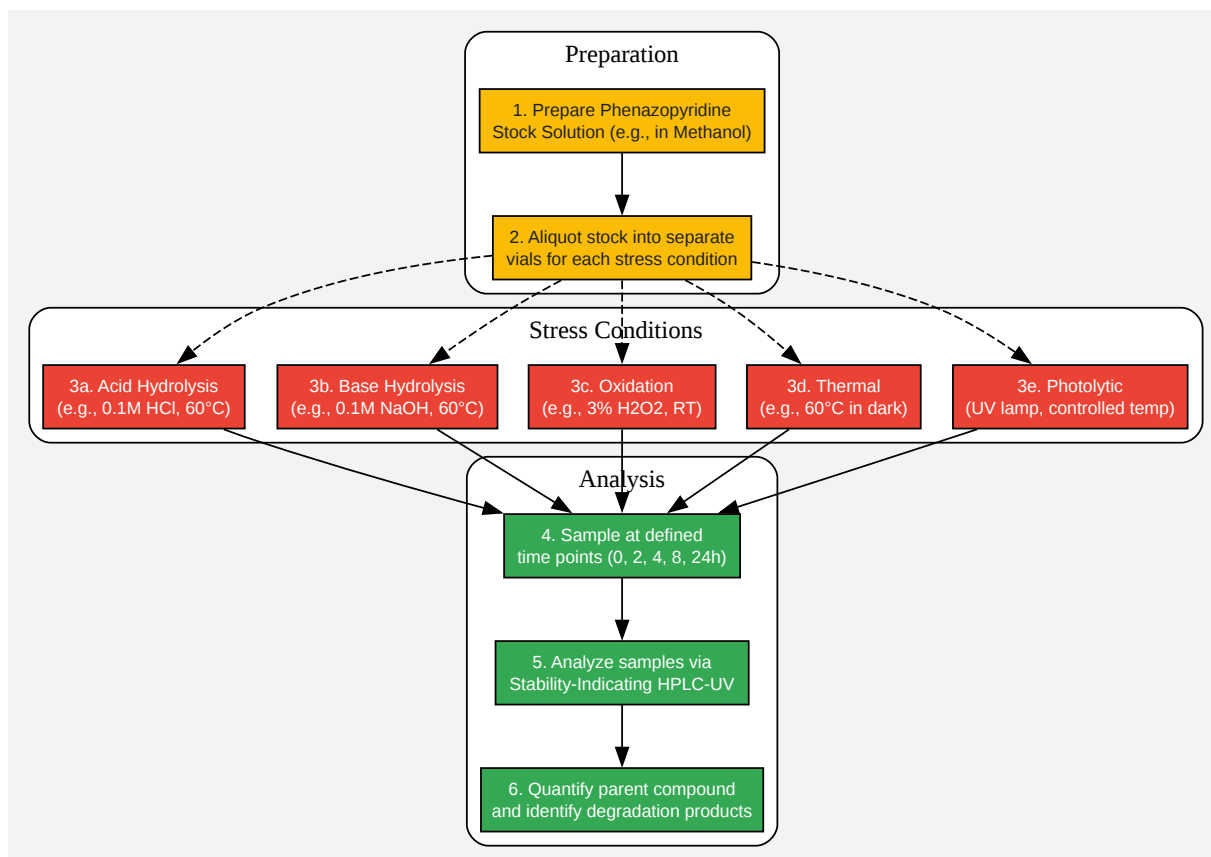 Preparation
1. Prepare Phenazopyridine
Stock Solution (e.g., in Methanol)
2. Aliquot stock into separate
vials for each stress condition
Stress Conditions
3a. Acid Hydrolysis
(e.g., 0.1M HCl, 60°C)
3b. Base Hydrolysis
(e.g., 0.1M NaOH, 60°C)
3c. Oxidation
(e.g., 3% H2O2, RT)
3d. Thermal
(e.g., 60°C in dark)
3e. Photolytic
(UV lamp, controlled temp)
Analysis
4. Sample at defined
time points (0, 2, 4, 8, 24h)
5. Analyze samples via
Stability-Indicating HPLC-UV
6. Quantify parent compound
and identify degradation products